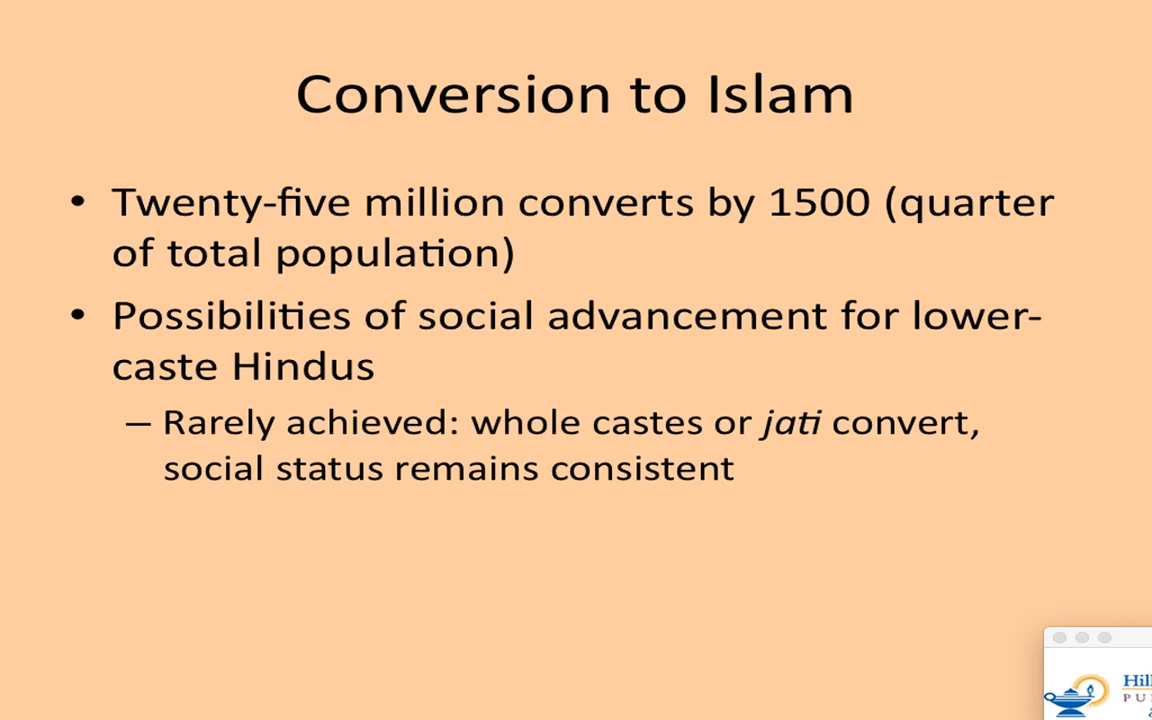 Conversion to Islam
• Twenty-five million converts by 1500 (quarter
of total population)
• Possibilities of social advancement for lower-
caste Hindus
– Rarely achieved: whole castes or jati convert,
social status remains consistent